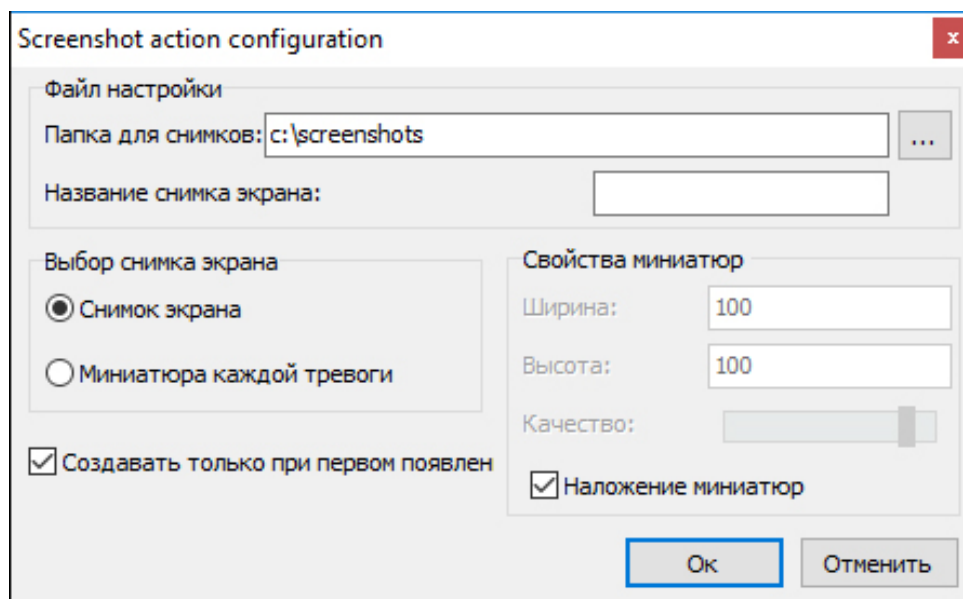 Screenshot action configuration
x
Файл настройки
Папка для снимков: c:\screenshots ...
Название снимка экрана:
Выбор снимка экрана
Снимок экрана
Миниатюра каждой тревоги
Создавать только при первом появлен
Свойства миниатюр
Ширина: 100
Высота: 100
Качество:
Наложение миниатюр
Ок Отменить